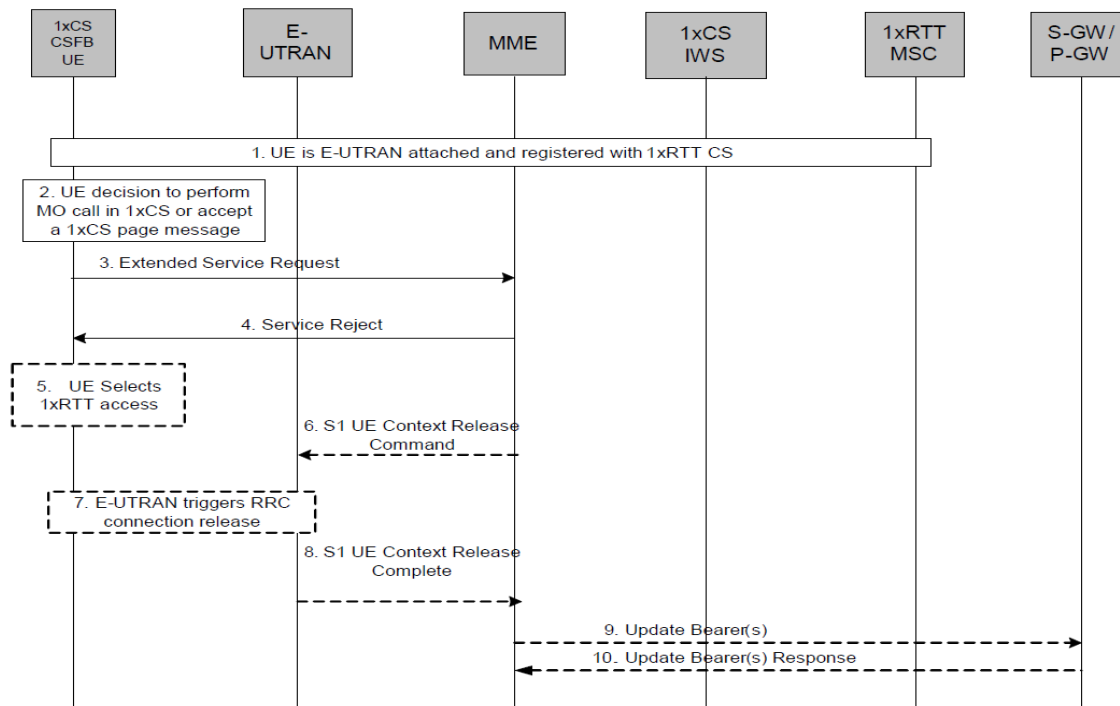 1xCS
CSFB
UE
E-
UTRAN
MME
1xCS
IWS
1xRTT
MSC
S-GW/
P-GW
1. UE is E-UTRAN attached and registered with 1xRTT CS
2. UE decision to perform
MO call in 1xCS or accept
a 1xCS page message
3. Extended Service Request
4. Service Reject
5. UE Selects
1xRTT access
6. S1 UE Context Release
Command
7. E-UTRAN triggers RRC
connection release
8. S1 UE Context Release
Complete
9. Update Bearer(s)
10. Update Bearer(s) Response